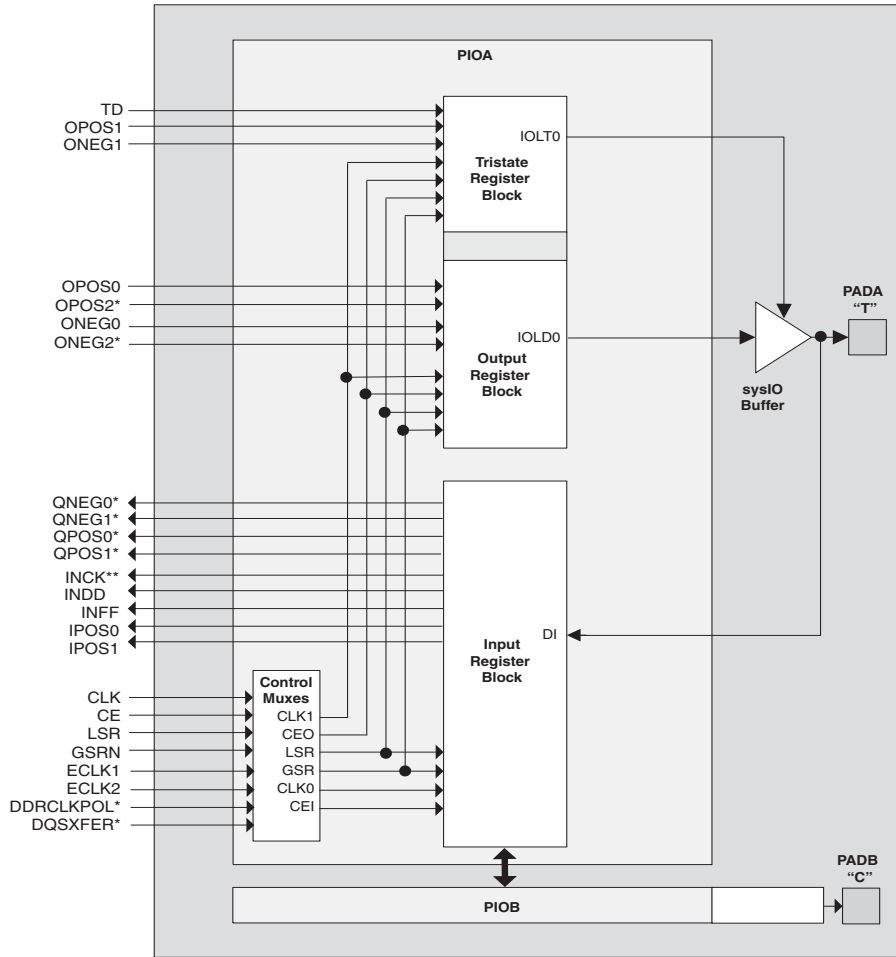 PIOA
TD
OPOS1
ONEG1
IOLT0
Tristate
Register
Block
OPOS0
OPOS2*
ONEG0
ONEG2*
IOLD0
Output
Register
Block
PADA
“T”
sysIO
Buffer
QNEG0*
QNEG1*
QPOS0*
QPOS1*
INCK**
INDD
INFF
IPOS0
IPOS1
DI
Input
Register
Block
Control
Muxes
CLK
CE
LSR
GSRN
ECLK1
ECLK2
DDRCLKPOL*
DQSXFER*
CLK1
CEO
LSR
GSR
CLK0
CEI
PADB
“C”
PIOB